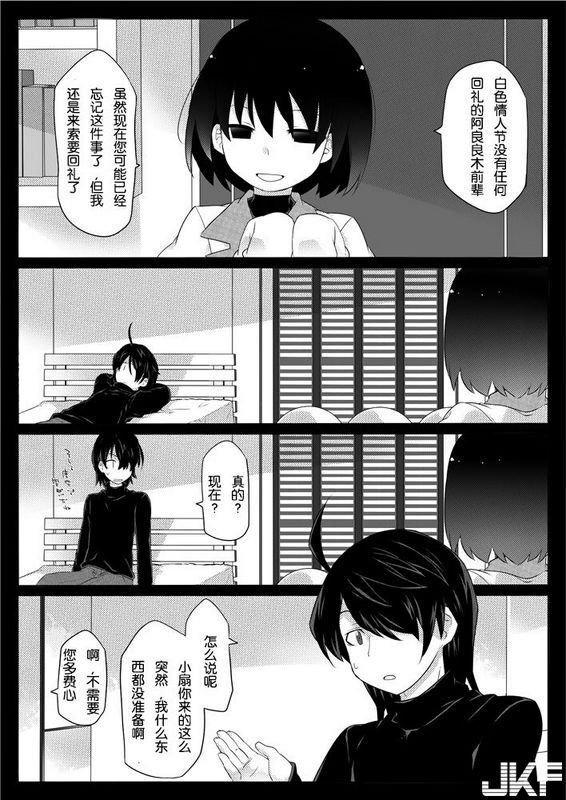 白色情人节没有任何
回礼的阿良良木前辈
虽然现在您可能已经
忘记这件事了，但我
还是来索要回礼了
真的？
现在？
怎么说呢
小扇你来的这么
突然，我什么东
西都没准备啊
啊，不需要
您多费心
JKF